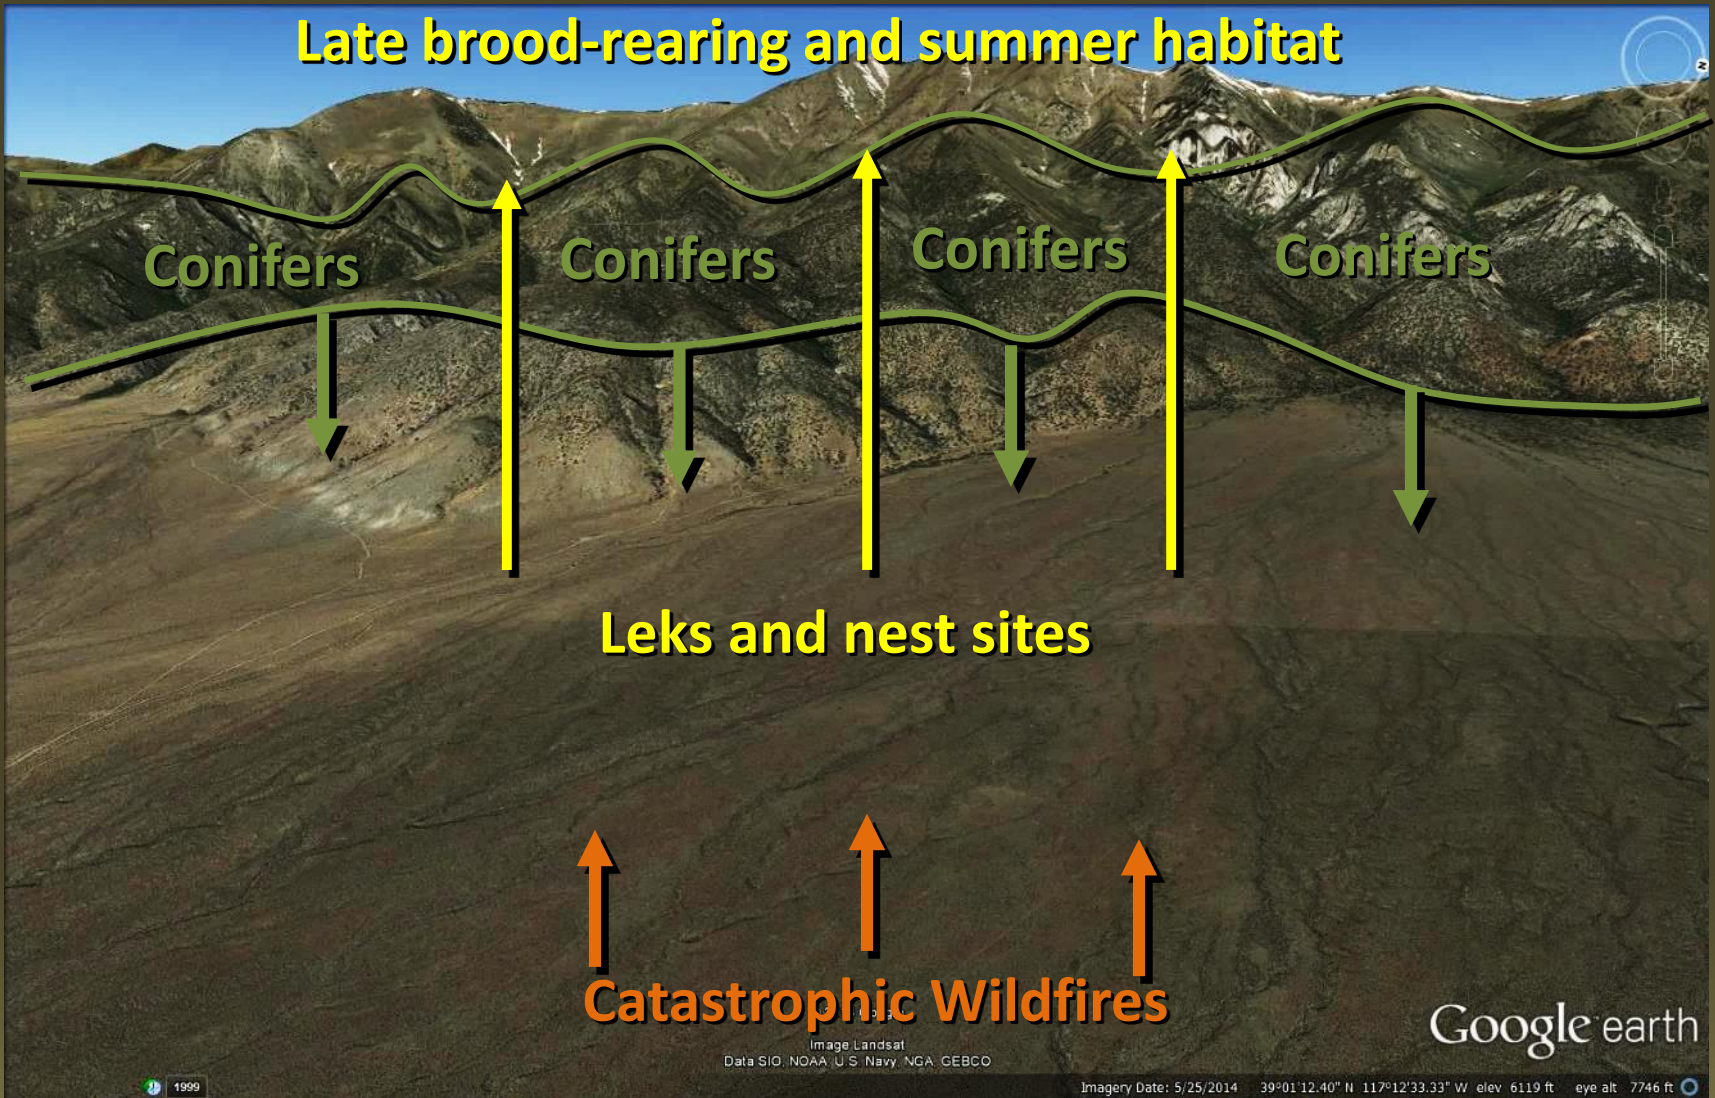 Late brood-rearing and summer habitat
N
Conifers
Conifers
Conifers
Conifers
Leks and nest sites
Catastrophic Wildfires
Google earth
Image Landsat
Data SIO, NOAA, U.S. Navy, NGA, GEBCO
1999
Imagery Date: 5/25/2014 39°01'12.40" N 117°12'33.33" W elev 6119 ft eye alt 7746 ft